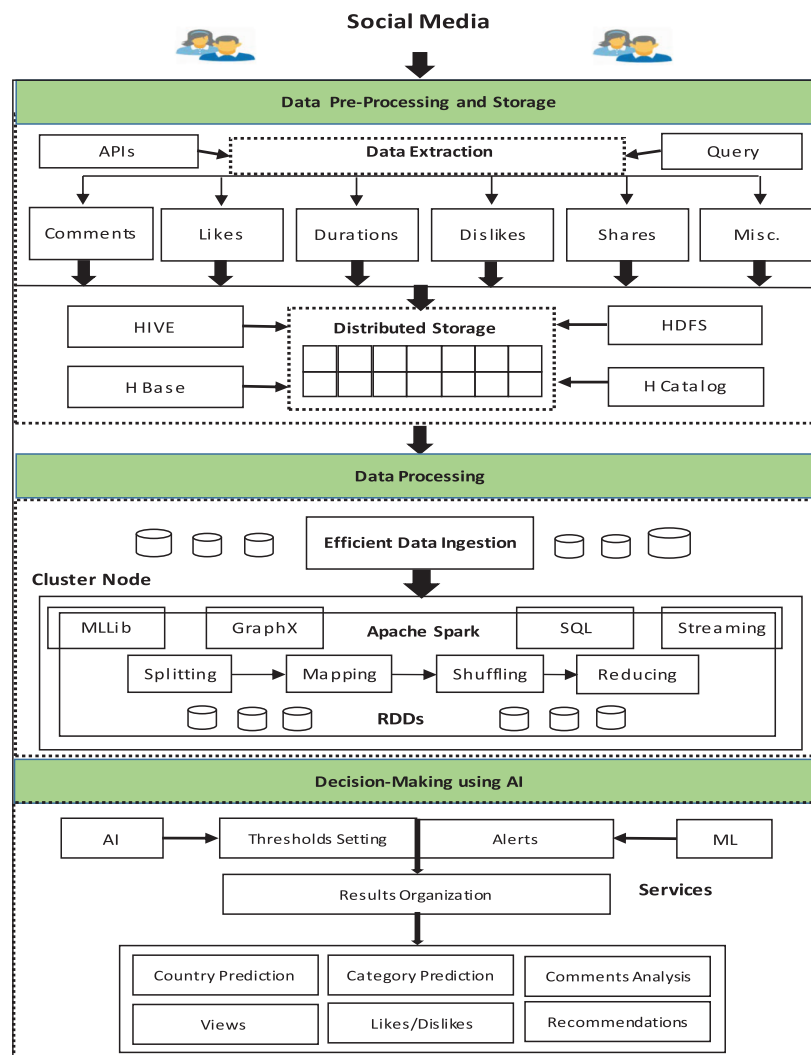 Social Media
Data Pre-Processing and Storage
APIs
Data Extraction
Query
Comments
Likes
Durations
Dislikes
Shares
Misc.
HIVE
Distributed Storage
HDFS
H Base
H Catalog
Data Processing
Efficient Data Ingestion
Cluster Node
MLLib
GraphX
Apache Spark
SQL
Streaming
Splitting
Mapping
Shuffling
Reducing
RDDs
Decision-Making using AI
AI
Thresholds Setting
Alerts
ML
Results Organization
Services
Country Prediction
Category Prediction
Comments Analysis
Views
Likes/Dislikes
Recommendations